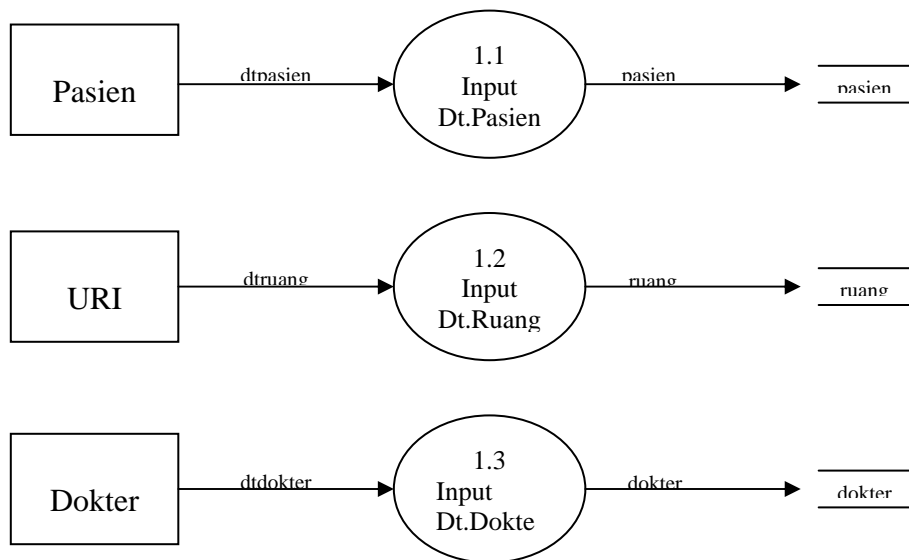 Pasien
dtpasien
1.1
Input
Dt.Pasien
pasien
pasien
URI
dtruang
1.2
Input
Dt.Ruang
ruang
ruang
Dokter
dtdokter
1.3
Input
Dt.Dokte
dokter
dokter